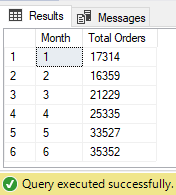 Results Messages
Month Total Orders
1 1 17314
2 2 16359
3 3 21229
4 4 25335
5 5 33527
6 6 35352
Query executed successfully.